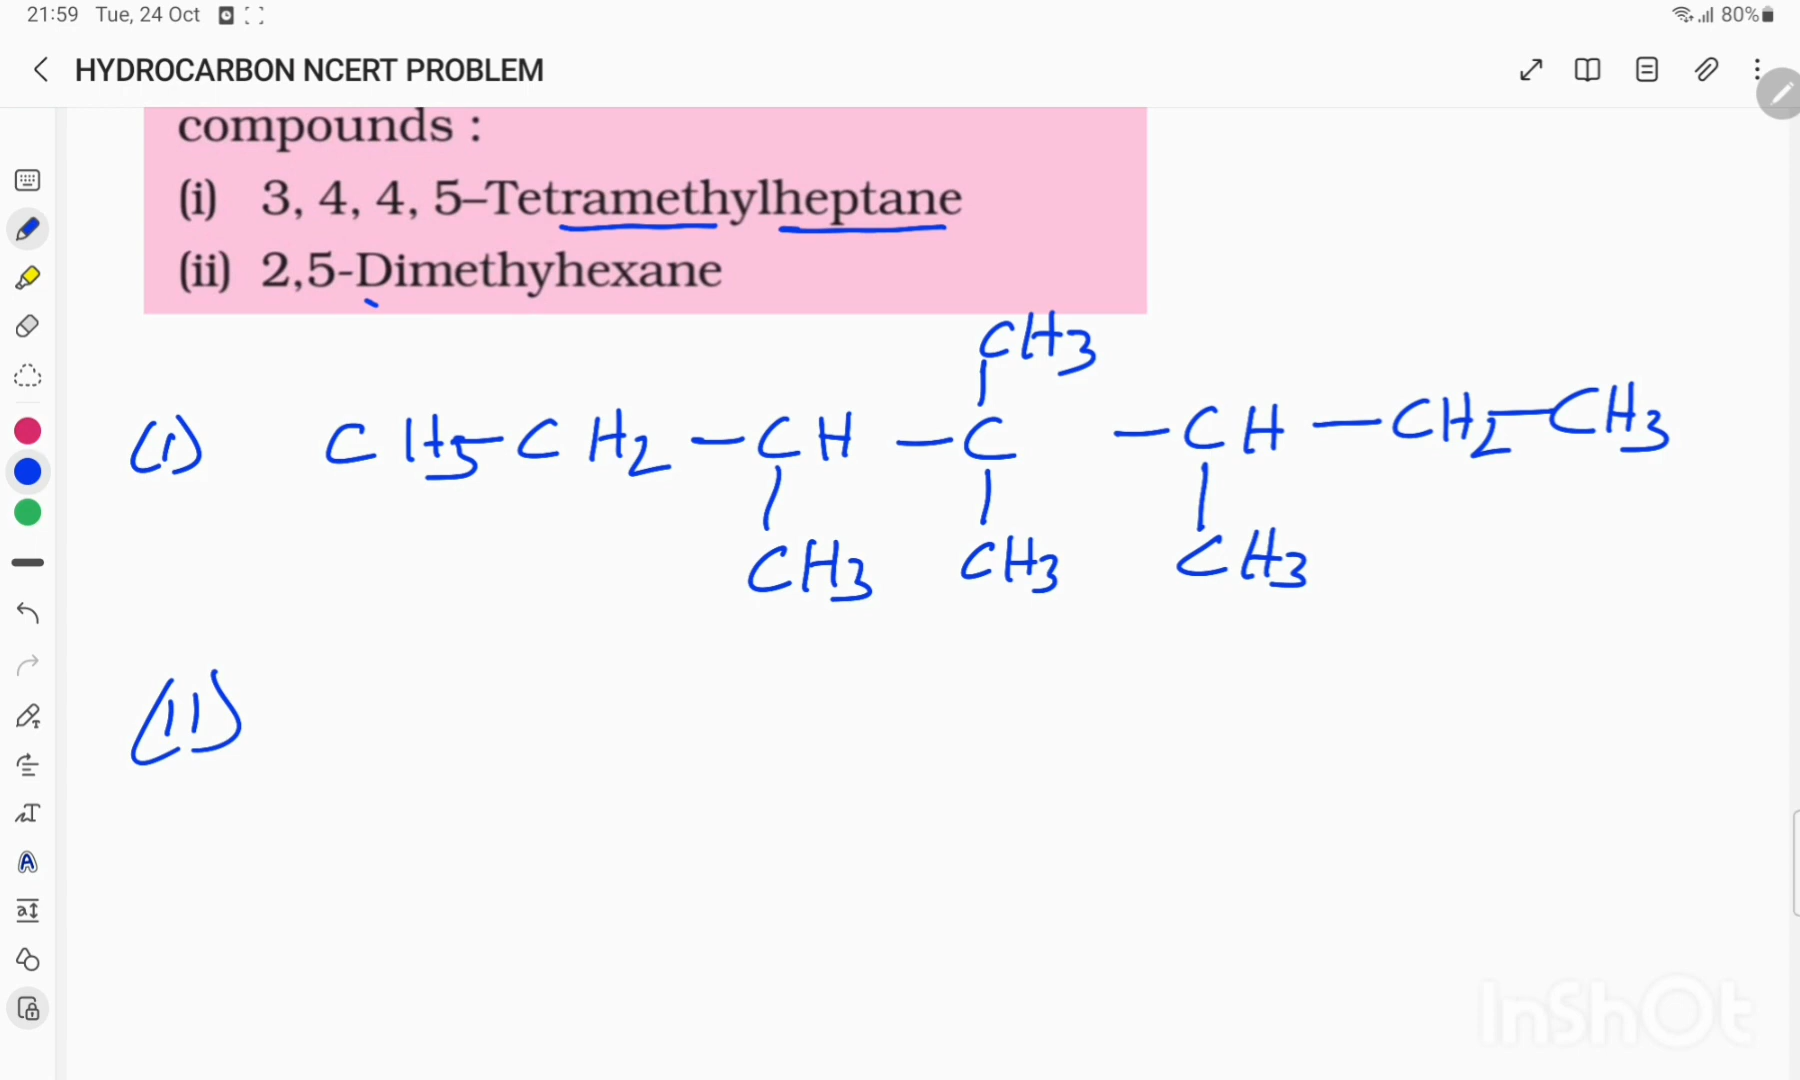 21:59 Tue, 24 Oct 80%
HYDROCARBON NCERT PROBLEM
compounds :
(i) 3, 4, 4, 5–Tetramethylheptane
(ii) 2,5-Dimethyhexane
CH3
(i) CH3-CH2-CH-C-CH-CH2-CH3
CH3 CH3 CH3
(ii)
InShOt